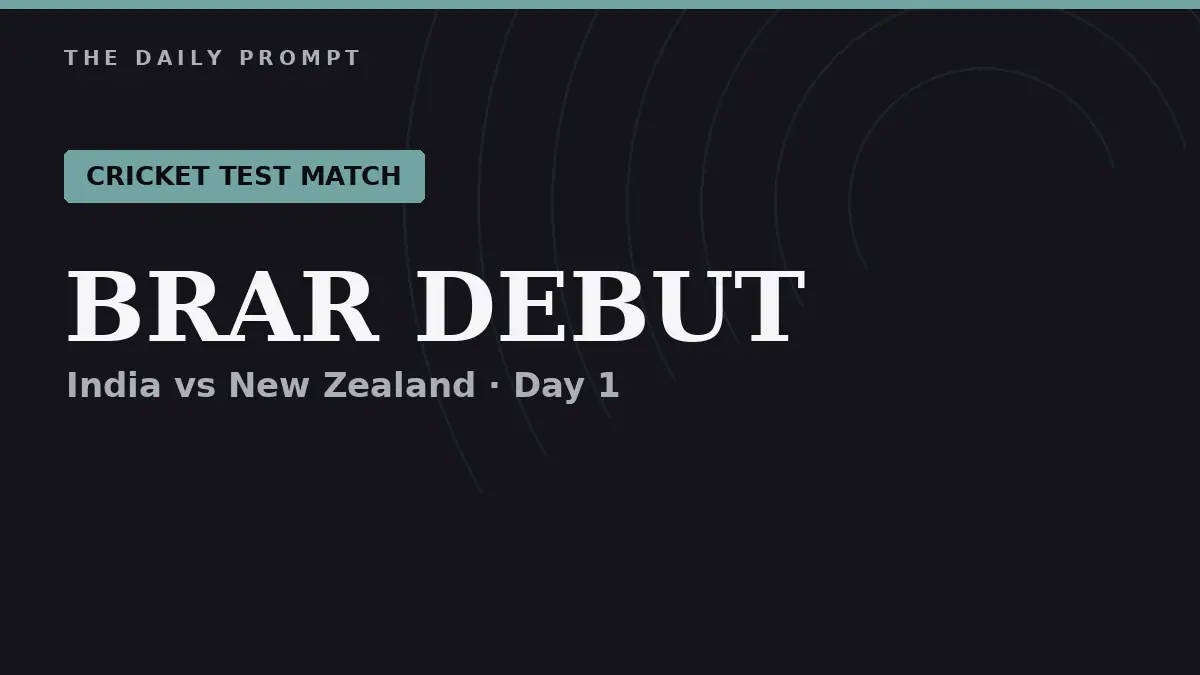 THE DAILY PROMPT
CRICKET TEST MATCH
BRAR DEBUT
India vs New Zealand · Day 1